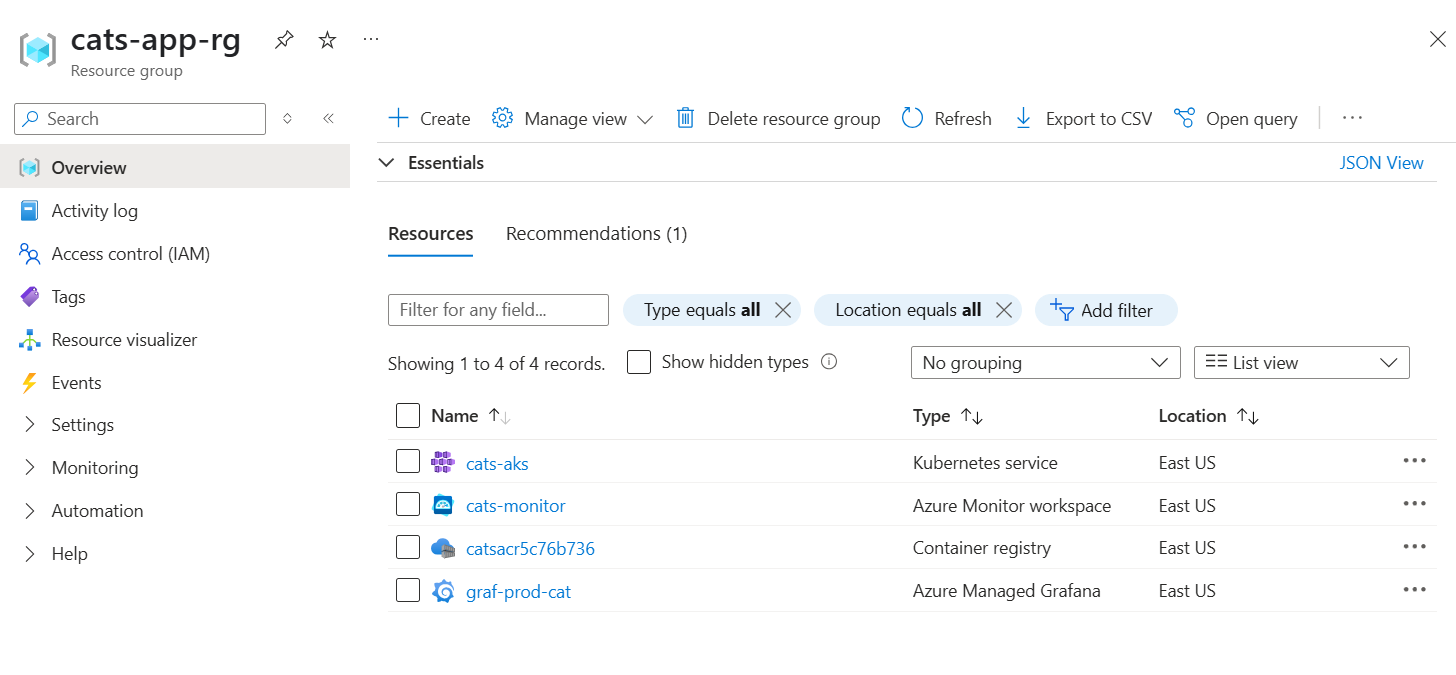 cats-app-rg
Resource group
Search
Overview
Activity log
Access control (IAM)
Tags
Resource visualizer
Events
Settings
Monitoring
Automation
Help
Create Manage view Delete resource group Refresh Export to CSV Open query
Essentials JSON View
Resources Recommendations (1)
Filter for any field... Type equals all Location equals all Add filter
Showing 1 to 4 of 4 records. Show hidden types No grouping List view
Name Type Location
cats-aks Kubernetes service East US
cats-monitor Azure Monitor workspace East US
catsacr5c76b736 Container registry East US
graf-prod-cat Azure Managed Grafana East US